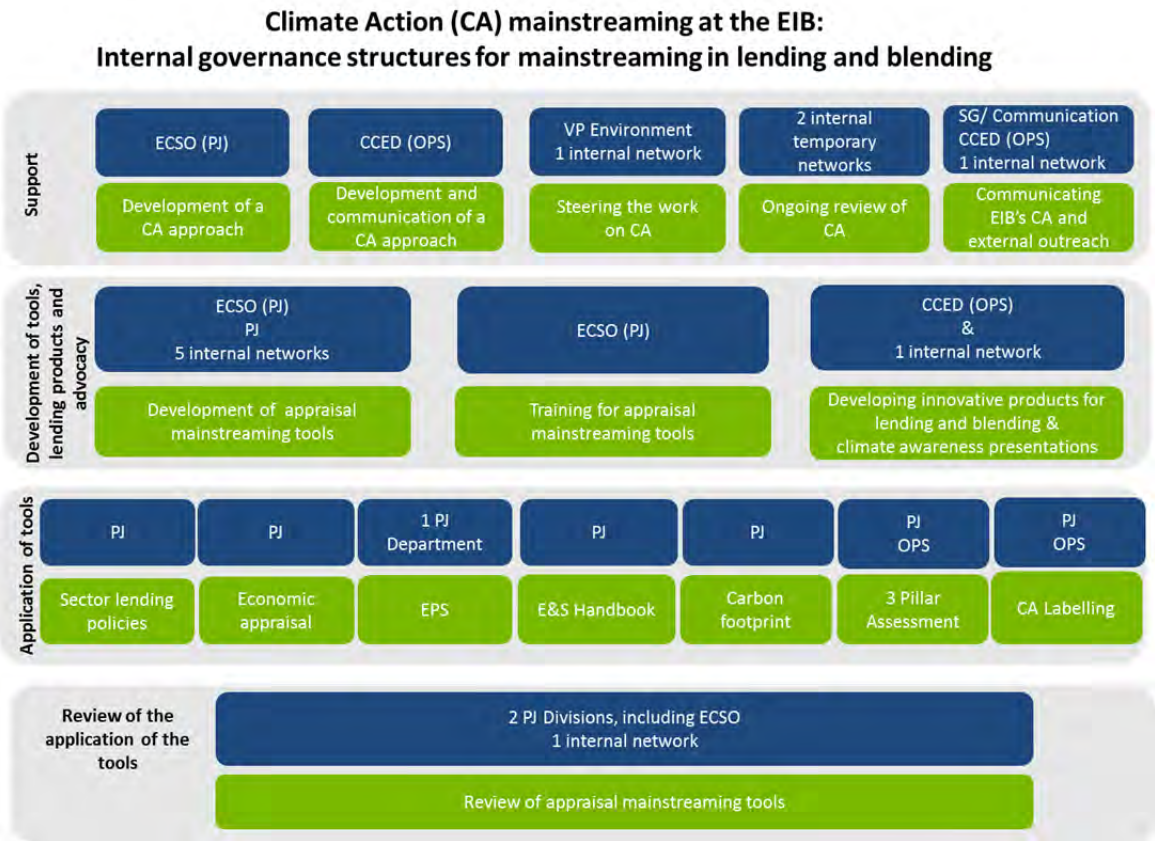 Climate Action (CA) mainstreaming at the EIB:
Internal governance structures for mainstreaming in lending and blending
Support
ECSO (PJ)
CCED (OPS)
VP Environment
1 internal network
2 internal
temporary
networks
SG/ Communication
CCED (OPS)
1 internal network
Development of a
CA approach
Development and
communication of a
CA approach
Steering the work
on CA
Ongoing review of
CA
Communicating
EIB's CA and
external outreach
Development of tools,
lending products and
advocacy
ECSO (PJ)
PJ
5 internal networks
ECSO (PJ)
CCED (OPS)
&
1 internal network
Development of appraisal
mainstreaming tools
Training for appraisal
mainstreaming tools
Developing innovative products for
lending and blending &
climate awareness presentations
Application of tools
PJ
PJ
1 PJ
Department
PJ
PJ
PJ
OPS
PJ
OPS
Sector lending
policies
Economic
appraisal
EPS
E&S Handbook
Carbon
footprint
3 Pillar
Assessment
CA Labelling
Review of the
application of the
tools
2 PJ Divisions, including ECSO
1 internal network
Review of appraisal mainstreaming tools